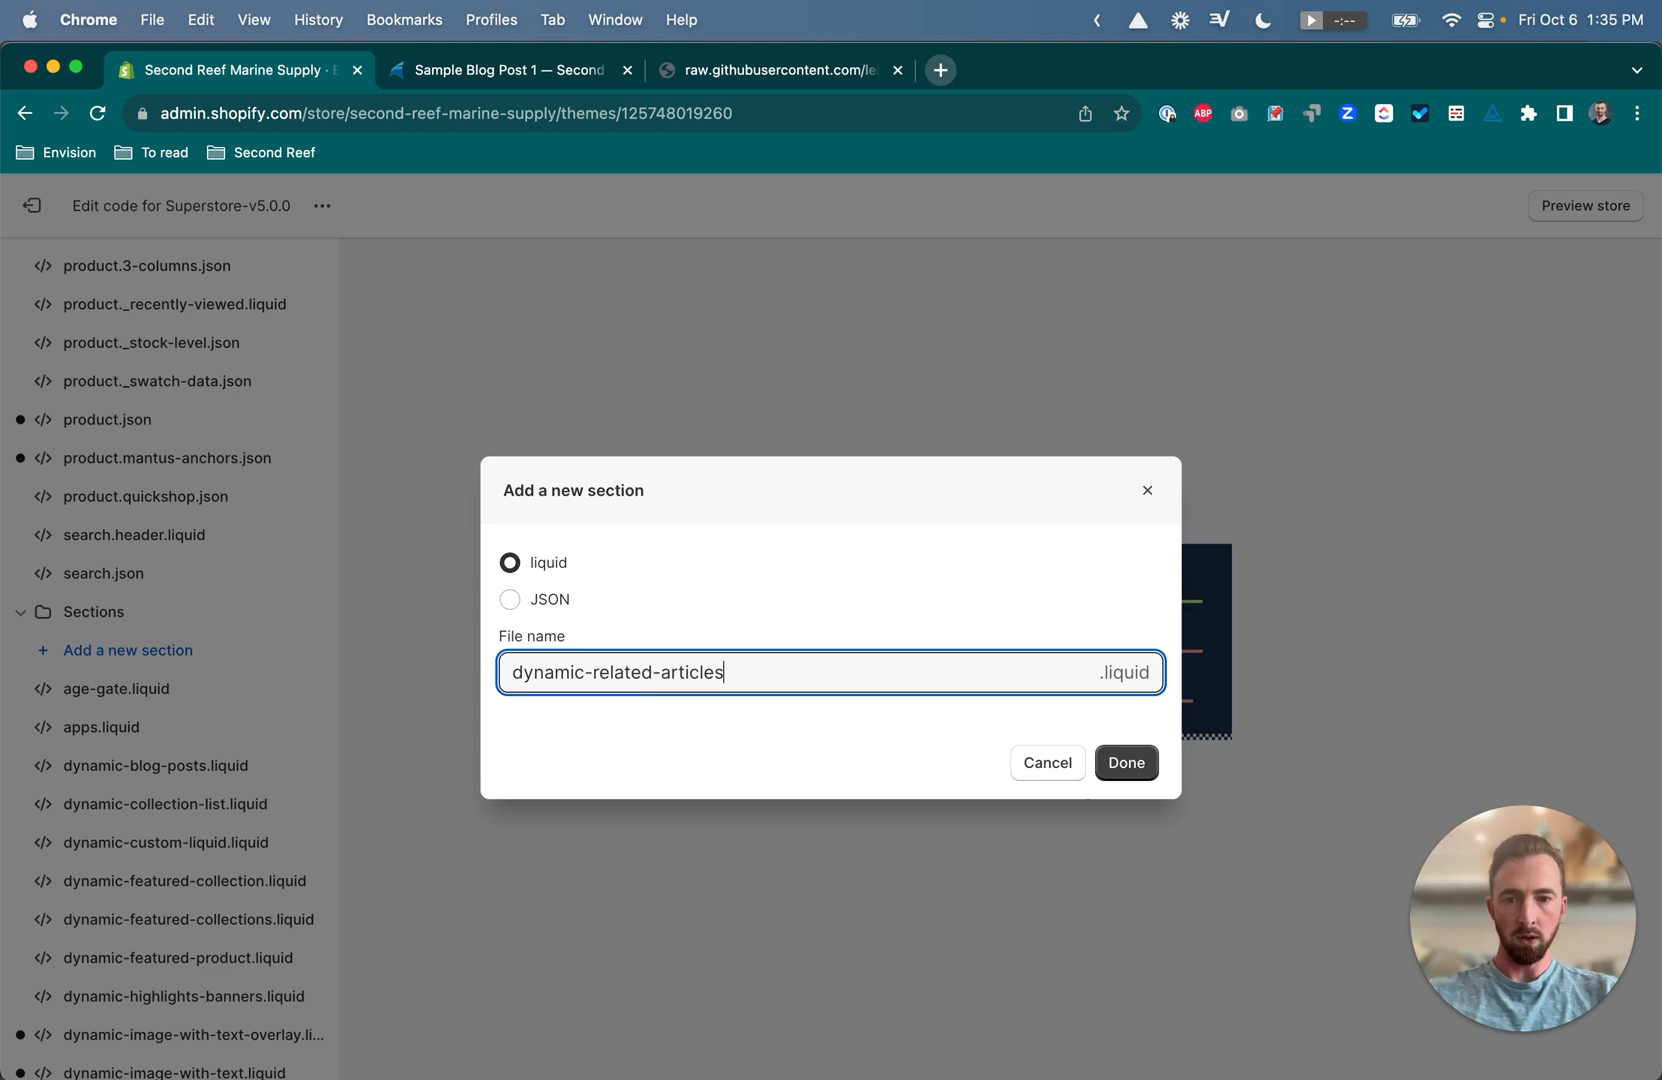 Chrome File Edit View History Bookmarks Profiles Tab Window Help
-:-- Fri Oct 6 1:35 PM
Second Reef Marine Supply ·
Sample Blog Post 1 — Second
raw.githubusercontent.com/le
admin.shopify.com/store/second-reef-marine-supply/themes/125748019260
ABP
Z
Envision To read Second Reef
Edit code for Superstore-v5.0.0 ...
Preview store
</> product.3-columns.json
</> product._recently-viewed.liquid
</> product._stock-level.json
</> product._swatch-data.json
</> product.json
</> product.mantus-anchors.json
</> product.quickshop.json
</> search.header.liquid
</> search.json
Sections
+ Add a new section
</> age-gate.liquid
</> apps.liquid
</> dynamic-blog-posts.liquid
</> dynamic-collection-list.liquid
</> dynamic-custom-liquid.liquid
</> dynamic-featured-collection.liquid
</> dynamic-featured-collections.liquid
</> dynamic-featured-product.liquid
</> dynamic-highlights-banners.liquid
</> dynamic-image-with-text-overlay.li...
</> dynamic-image-with-text.liquid
Add a new section
liquid
JSON
File name
dynamic-related-articles .liquid
Cancel Done